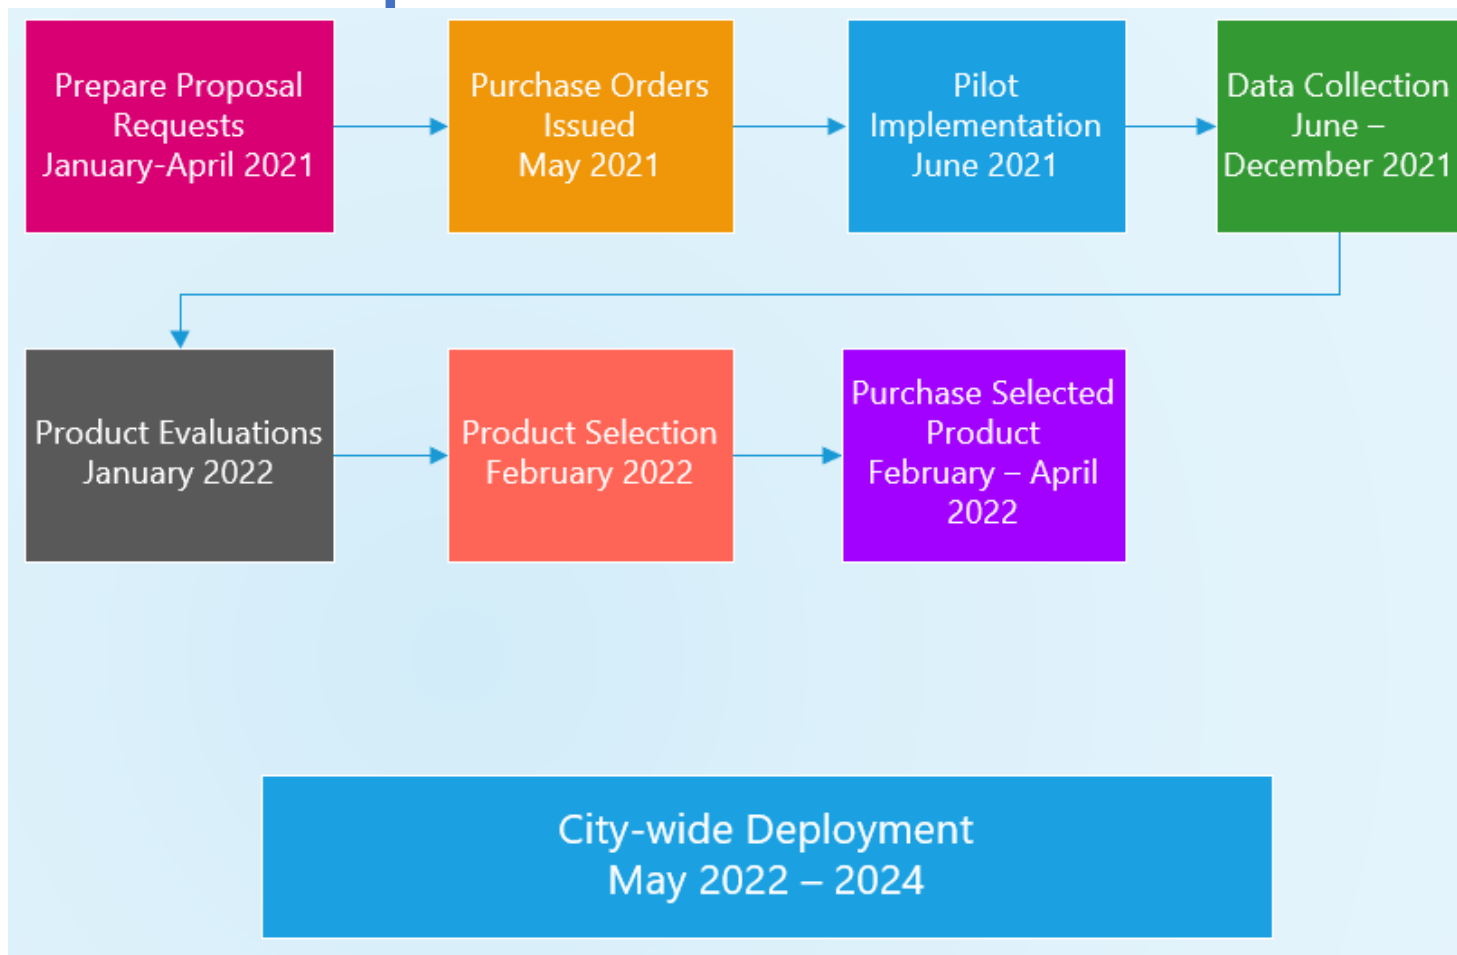 Prepare Proposal
Requests
January-April 2021
Purchase Orders
Issued
May 2021
Pilot
Implementation
June 2021
Data Collection
June –
December 2021
Product Evaluations
January 2022
Product Selection
February 2022
Purchase Selected
Product
February – April
2022
City-wide Deployment
May 2022 – 2024